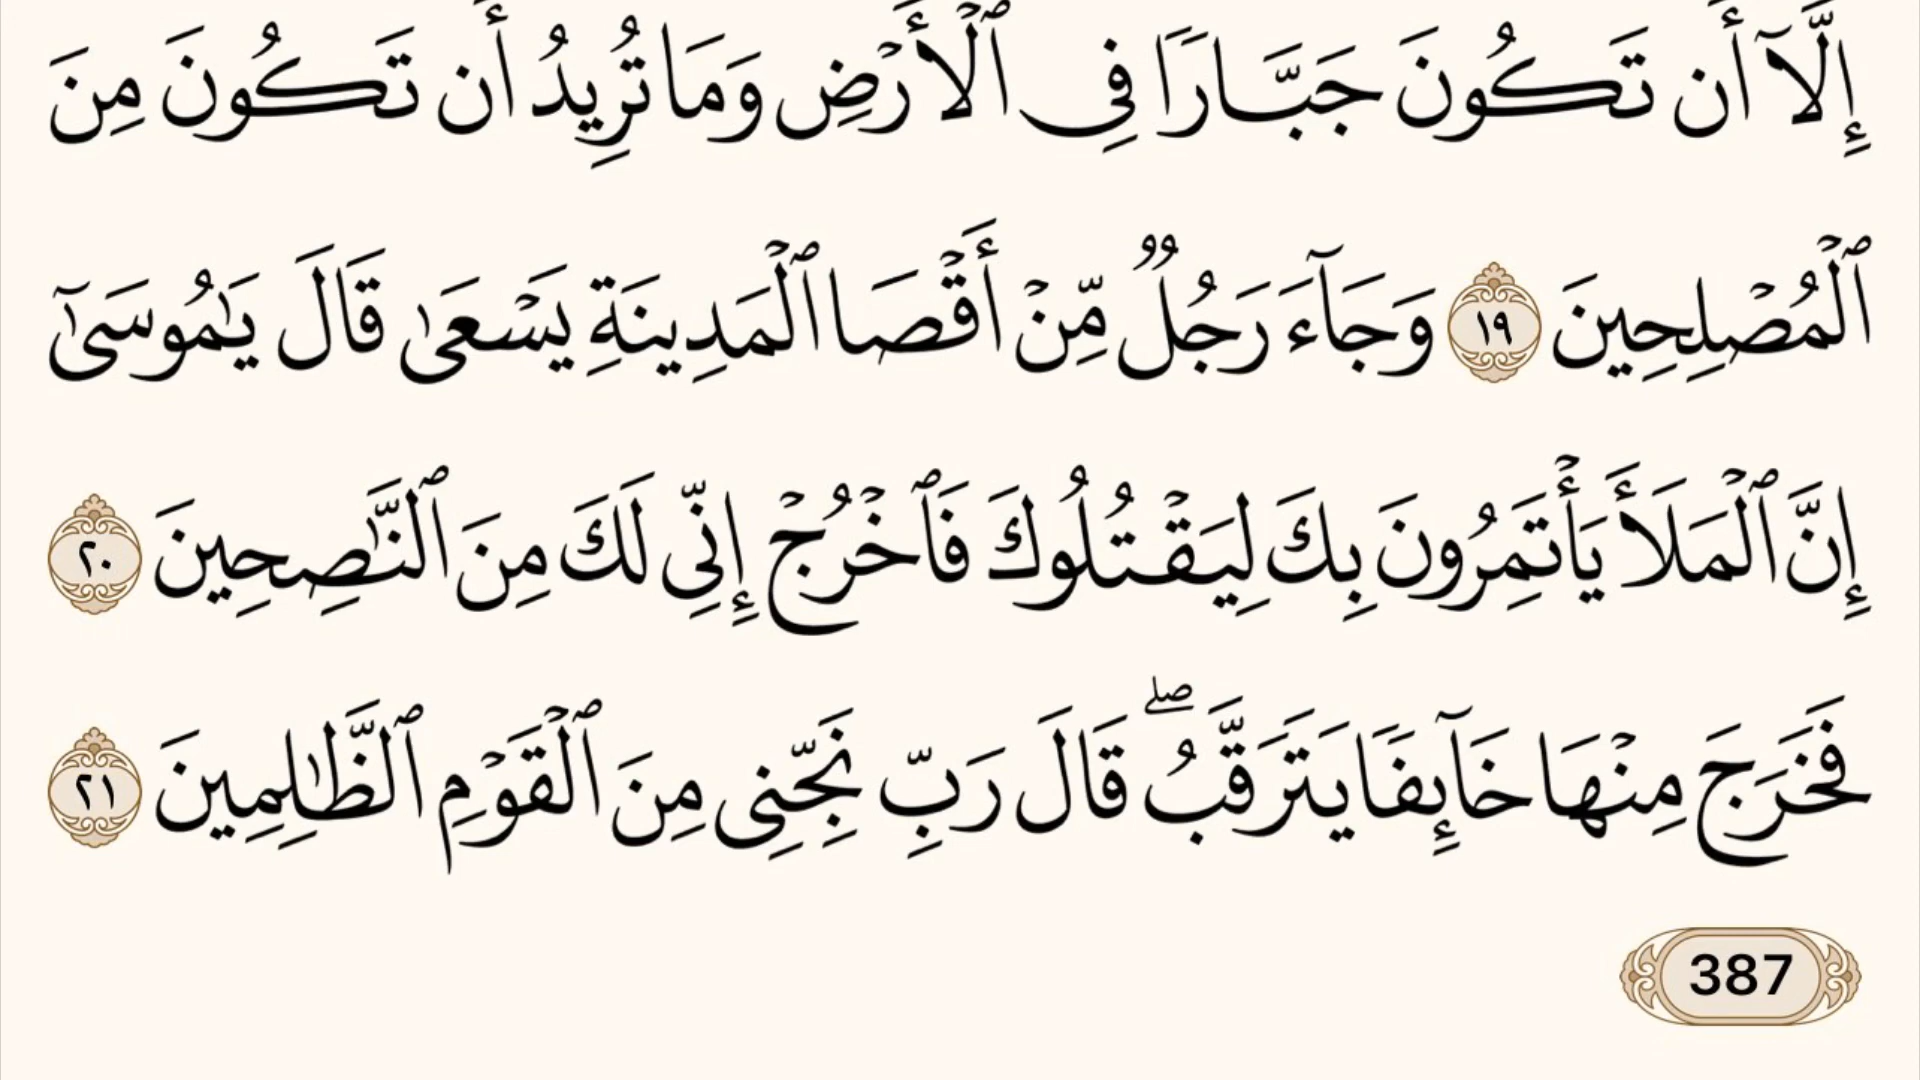 إِلَّآ أَن تَكُونَ جَبَّارًا فِى ٱلْأَرْضِ وَمَا تُرِيدُ أَن تَكُونَ مِنَ
ٱلْمُصْلِحِينَ ١٩ وَجَآءَ رَجُلٌ مِّنْ أَقْصَا ٱلْمَدِينَةِ يَسْعَىٰ قَالَ يَٰمُوسَىٰٓ
إِنَّ ٱلْمَلَأَ يَأْتَمِرُونَ بِكَ لِيَقْتُلُوكَ فَٱخْرُجْ إِنِّى لَكَ مِنَ ٱلنَّٰصِحِينَ ٢٠
فَخَرَجَ مِنْهَا خَآئِفًا يَتَرَقَّبُ ۖ قَالَ رَبِّ نَجِّنِى مِنَ ٱلْقَوْمِ ٱلظَّٰلِمِينَ ٢١
387